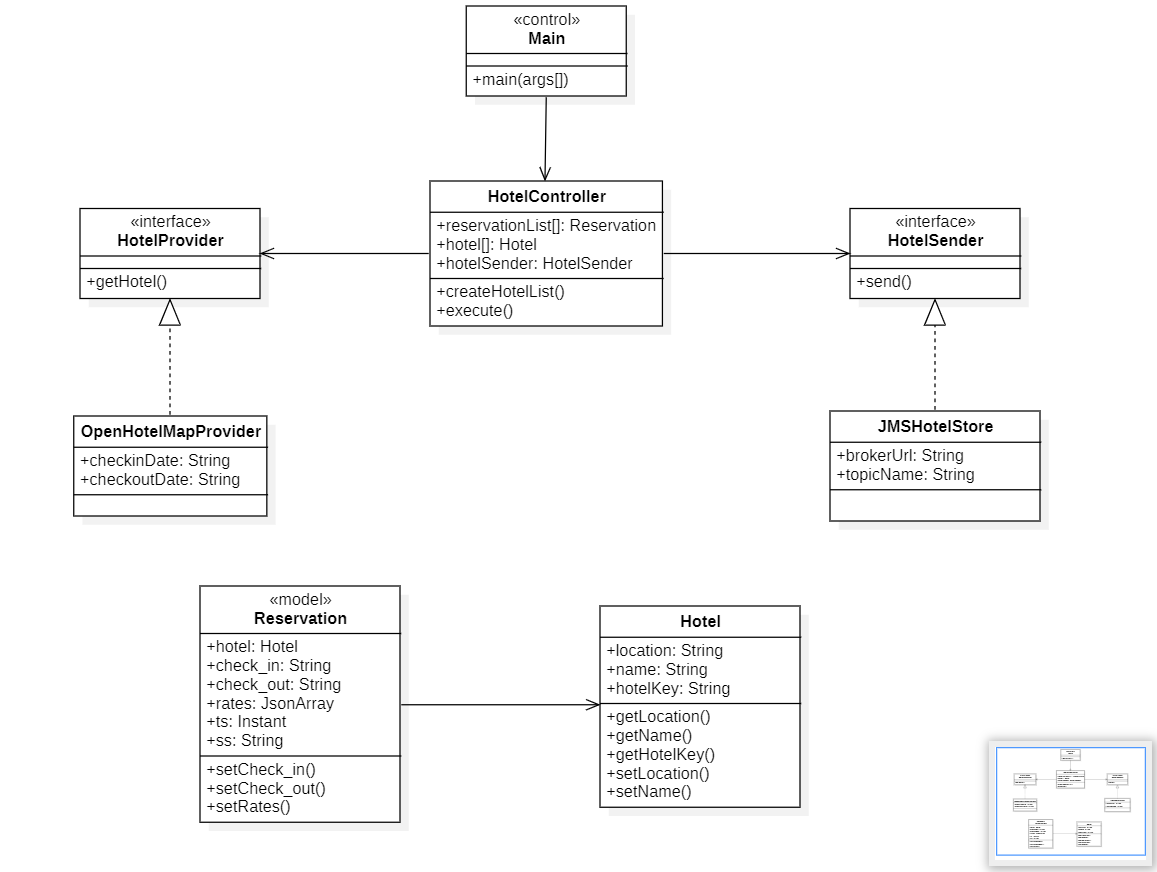 «control»
Main
+main(args[])
HotelController
+reservationList[]: Reservation
+hotel[]: Hotel
+hotelSender: HotelSender
+createHotelList()
+execute()
«interface»
HotelProvider
+getHotel()
«interface»
HotelSender
+send()
OpenHotelMapProvider
+checkinDate: String
+checkoutDate: String
JMSHotelStore
+brokerUrl: String
+topicName: String
«model»
Reservation
+hotel: Hotel
+check_in: String
+check_out: String
+rates: JsonArray
+ts: Instant
+ss: String
+setCheck_in()
+setCheck_out()
+setRates()
Hotel
+location: String
+name: String
+hotelKey: String
+getLocation()
+getName()
+getHotelKey()
+setLocation()
+setName()